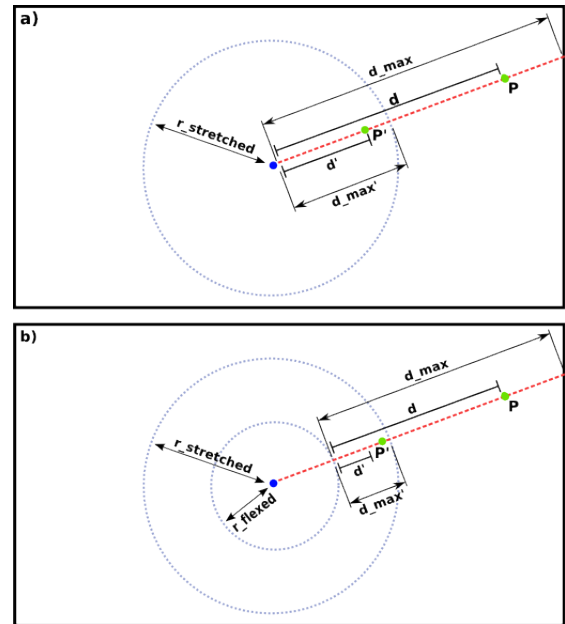 a)
d_max
d
P
r_stretched
P'
d'
d_max'
b)
d_max
d
P
r_stretched
P'
d'
d_max'
r_flexed